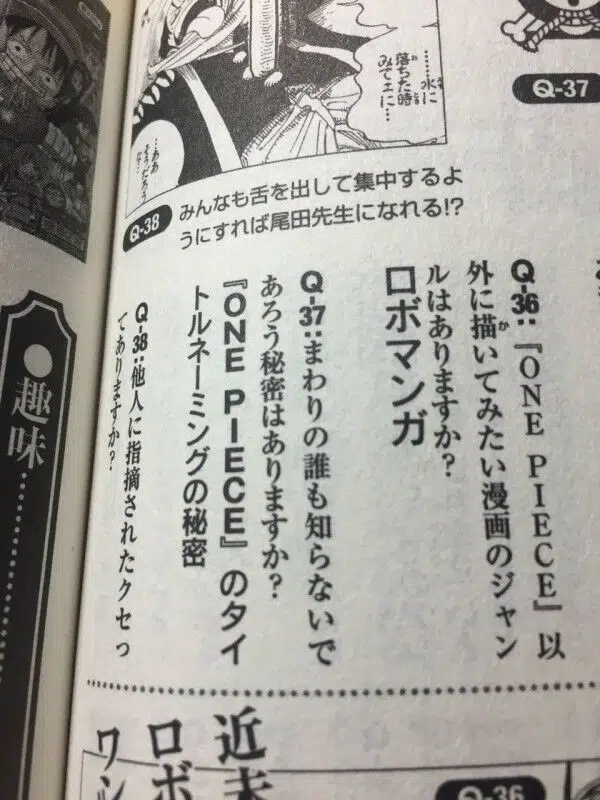 ……水に
落ちた時
みてェに…
…ああ
そうだろう
な…
Q-37
Q-38
みんなも舌を出して集中するよ
うにすれば尾田先生になれる!?
Q-36:『ONE PIECE』以
外に描いてみたい漫画のジャン
ルはありますか?
ロボマンガ
Q-37:まわりの誰も知らないで
あろう秘密はありますか?
『ONE PIECE』のタイ
トルネーミングの秘密
Q-38:他人に指摘されたクセっ
てありますか?
●趣味
近未
ロボ
ワン
Q-36